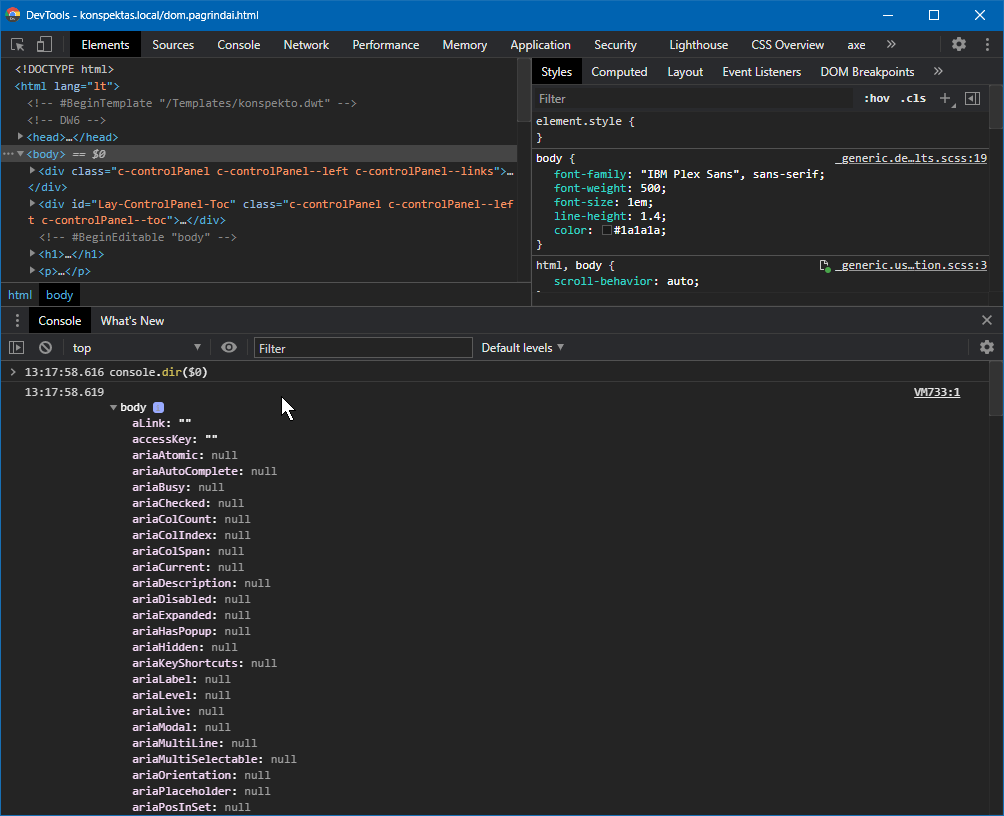 DevTools - konspektas.local/dom.pagrindai.html
Elements Sources Console Network Performance Memory Application Security Lighthouse CSS Overview axe »
<!DOCTYPE html>
<html lang="lt">
<!-- #BeginTemplate "/Templates/konspekto.dwt" -->
<!-- DW6 -->
<head>…</head>
<body> == $0
<div class="c-controlPanel c-controlPanel--left c-controlPanel--links">…
</div>
<div id="Lay-ControlPanel-Toc" class="c-controlPanel c-controlPanel--lef
t c-controlPanel--toc">…</div>
<!-- #BeginEditable "body" -->
<h1>…</h1>
<p>…</p>
html body
Styles Computed Layout Event Listeners DOM Breakpoints »
Filter :hov .cls +
element.style {
}
body { _generic.de…lts.scss:19
font-family: "IBM Plex Sans", sans-serif;
font-weight: 500;
font-size: 1em;
line-height: 1.4;
color: #1a1a1a;
}
html, body { _generic.us…tion.scss:3
scroll-behavior: auto;
Console What's New
top Filter Default levels
> 13:17:58.616 console.dir($0)
13:17:58.619 VM733:1
body i
aLink: ""
accessKey: ""
ariaAtomic: null
ariaAutoComplete: null
ariaBusy: null
ariaChecked: null
ariaColCount: null
ariaColIndex: null
ariaColSpan: null
ariaCurrent: null
ariaDescription: null
ariaDisabled: null
ariaExpanded: null
ariaHasPopup: null
ariaHidden: null
ariaKeyShortcuts: null
ariaLabel: null
ariaLevel: null
ariaLive: null
ariaModal: null
ariaMultiLine: null
ariaMultiSelectable: null
ariaOrientation: null
ariaPlaceholder: null
ariaPosInSet: null